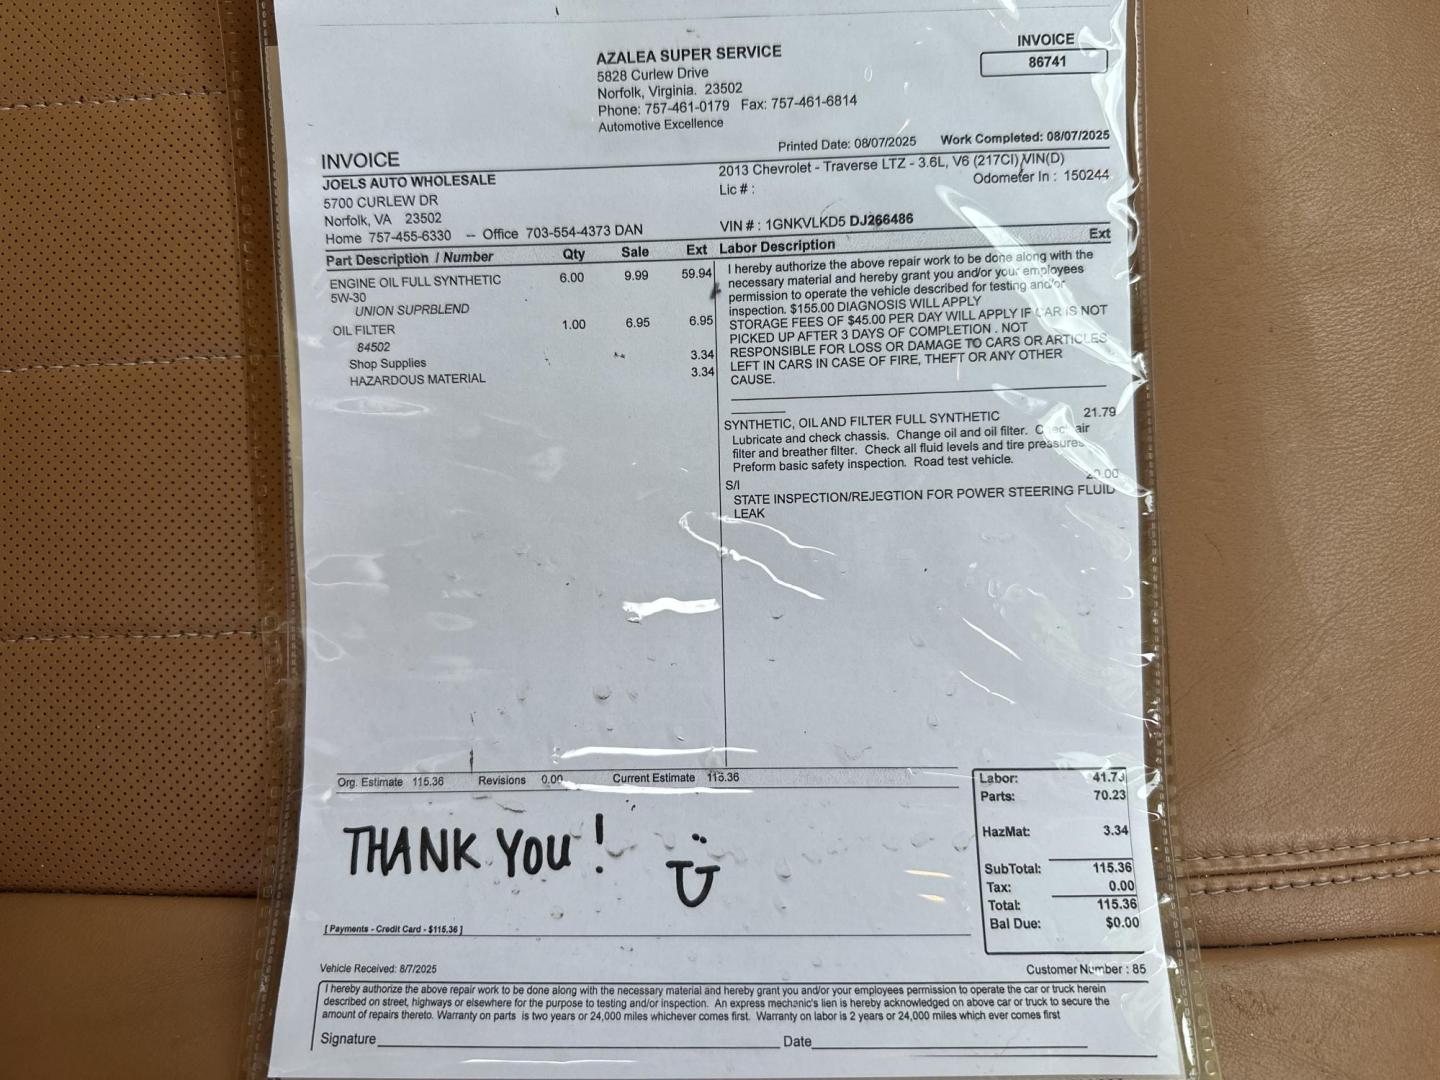 AZALEA SUPER SERVICE
5828 Curlew Drive
Norfolk, Virginia. 23502
Phone: 757-461-0179 Fax: 757-461-6814
Automotive Excellence
INVOICE
86741
Printed Date: 08/07/2025 Work Completed: 08/07/2025
INVOICE
JOELS AUTO WHOLESALE
5700 CURLEW DR
Norfolk, VA 23502
Home 757-455-6330 -- Office 703-554-4373 DAN
2013 Chevrolet - Traverse LTZ - 3.6L, V6 (217CI) VIN(D)
Lic # : Odometer In : 150244
VIN # : 1GNKVLKD5 DJ266486
Part Description / Number Qty Sale Ext
ENGINE OIL FULL SYNTHETIC 6.00 9.99 59.94
5W-30
UNION SUPRBLEND
OIL FILTER 1.00 6.95 6.95
84502
Shop Supplies 3.34
HAZARDOUS MATERIAL 3.34
Labor Description Ext
I hereby authorize the above repair work to be done along with the
necessary material and hereby grant you and/or your employees
permission to operate the vehicle described for testing and/or
inspection. $155.00 DIAGNOSIS WILL APPLY
STORAGE FEES OF $45.00 PER DAY WILL APPLY IF CAR IS NOT
PICKED UP AFTER 3 DAYS OF COMPLETION . NOT
RESPONSIBLE FOR LOSS OR DAMAGE TO CARS OR ARTICLES
LEFT IN CARS IN CASE OF FIRE, THEFT OR ANY OTHER
CAUSE.
SYNTHETIC, OIL AND FILTER FULL SYNTHETIC 21.79
Lubricate and check chassis. Change oil and oil filter. Check air
filter and breather filter. Check all fluid levels and tire pressures.
Preform basic safety inspection. Road test vehicle.
S/I 20.00
STATE INSPECTION/REJEGTION FOR POWER STEERING FLUID
LEAK
Org. Estimate 115.36 Revisions 0.00 Current Estimate 115.36
Labor: 41.79
Parts: 70.23
HazMat: 3.34
SubTotal: 115.36
Tax: 0.00
Total: 115.36
Bal Due: $0.00
THANK YOU!
[ Payments - Credit Card - $115.36 ]
Vehicle Received: 8/7/2025
Customer Number : 85
I hereby authorize the above repair work to be done along with the necessary material and hereby grant you and/or your employees permission to operate the car or truck herein
described on street, highways or elsewhere for the purpose to testing and/or inspection. An express mechanic's lien is hereby acknowledged on above car or truck to secure the
amount of repairs thereto. Warranty on parts is two years or 24,000 miles whichever comes first. Warranty on labor is 2 years or 24,000 miles which ever comes first
Signature Date